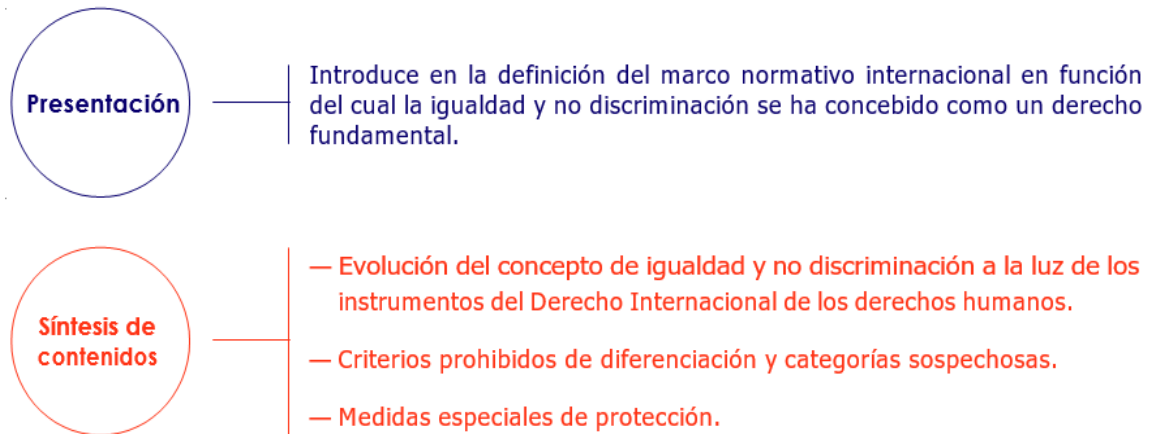 Presentación
Introduce en la definición del marco normativo internacional en función
del cual la igualdad y no discriminación se ha concebido como un derecho
fundamental.
Síntesis de
contenidos
— Evolución del concepto de igualdad y no discriminación a la luz de los
instrumentos del Derecho Internacional de los derechos humanos.
— Criterios prohibidos de diferenciación y categorías sospechosas.
— Medidas especiales de protección.